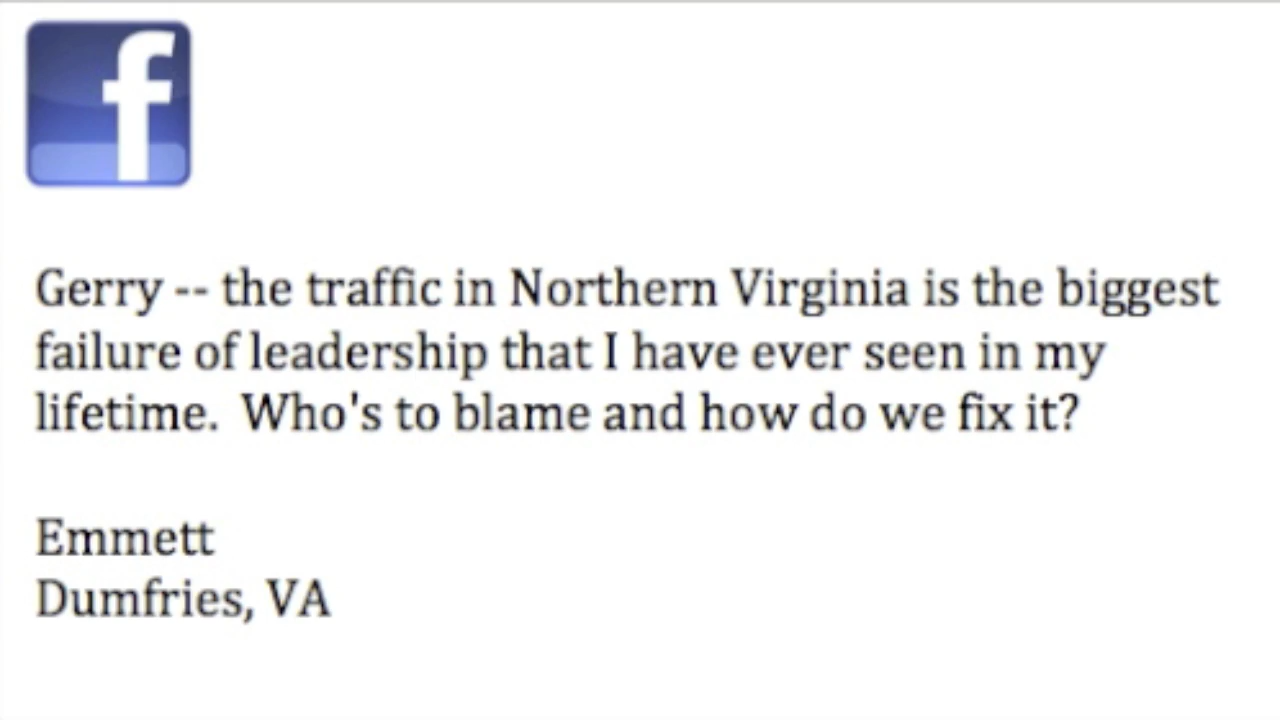 f
Gerry -- the traffic in Northern Virginia is the biggest
failure of leadership that I have ever seen in my
lifetime.  Who's to blame and how do we fix it?
Emmett
Dumfries, VA